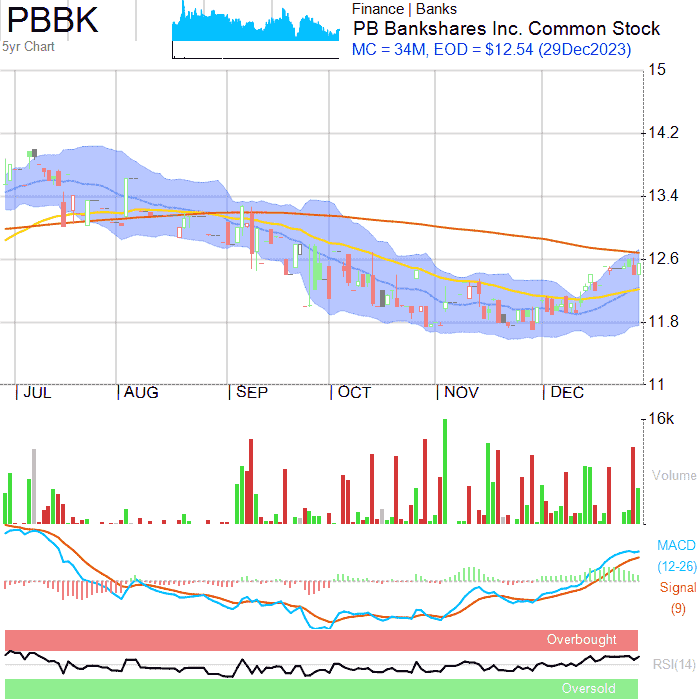 PBBK
5yr Chart
Finance | Banks
PB Bankshares Inc. Common Stock
MC = 34M, EOD = $12.54 (29Dec2023)
15
14.2
13.4
12.6
11.8
11
JUL AUG SEP OCT NOV DEC
16k
Volume
MACD
(12-26)
Signal
(9)
Overbought
RSI(14)
Oversold